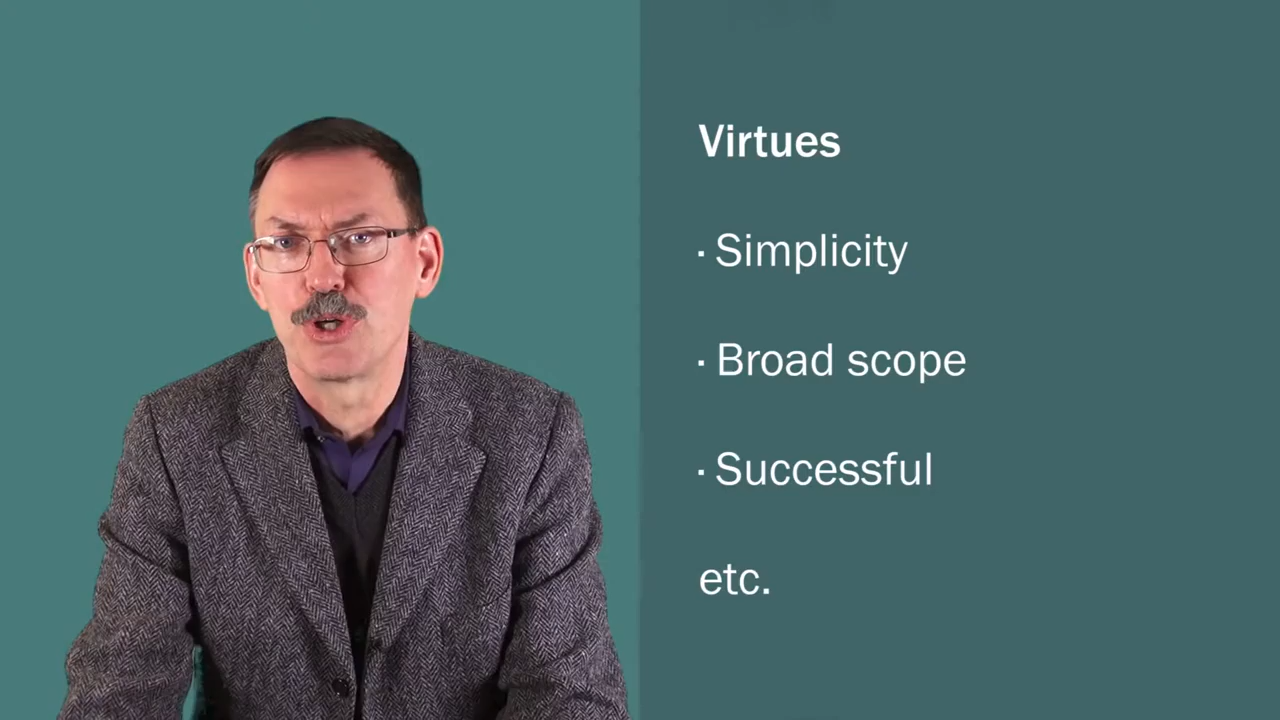 Virtues
· Simplicity
· Broad scope
· Successful
etc.